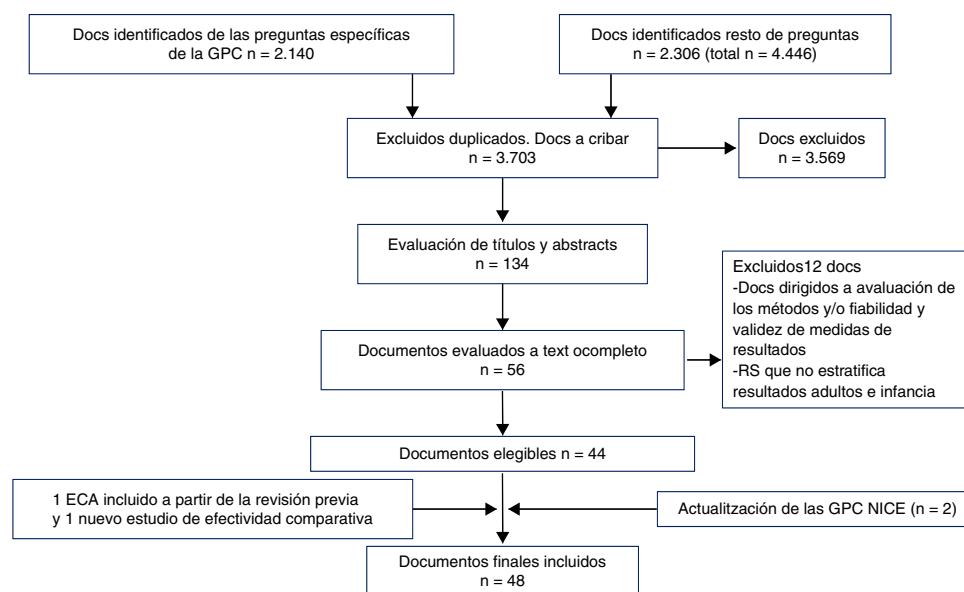 Docs identificados de las preguntas específicas
de la GPC n = 2.140
Docs identificados resto de preguntas
n = 2.306 (total n = 4.446)
Excluidos duplicados. Docs a cribar
n = 3.703
Docs excluidos
n = 3.569
Evaluación de títulos y abstracts
n = 134
Excluidos12 docs
-Docs dirigidos a avaluación de
los métodos y/o fiabilidad y
validez de medidas de
resultados
-RS que no estratifica
resultados adultos e infancia
Documentos evaluados a text ocompleto
n = 56
Documentos elegibles n = 44
1 ECA incluido a partir de la revisión previa
y 1 nuevo estudio de efectividad comparativa
Actualitzación de las GPC NICE (n = 2)
Documentos finales incluidos
n = 48